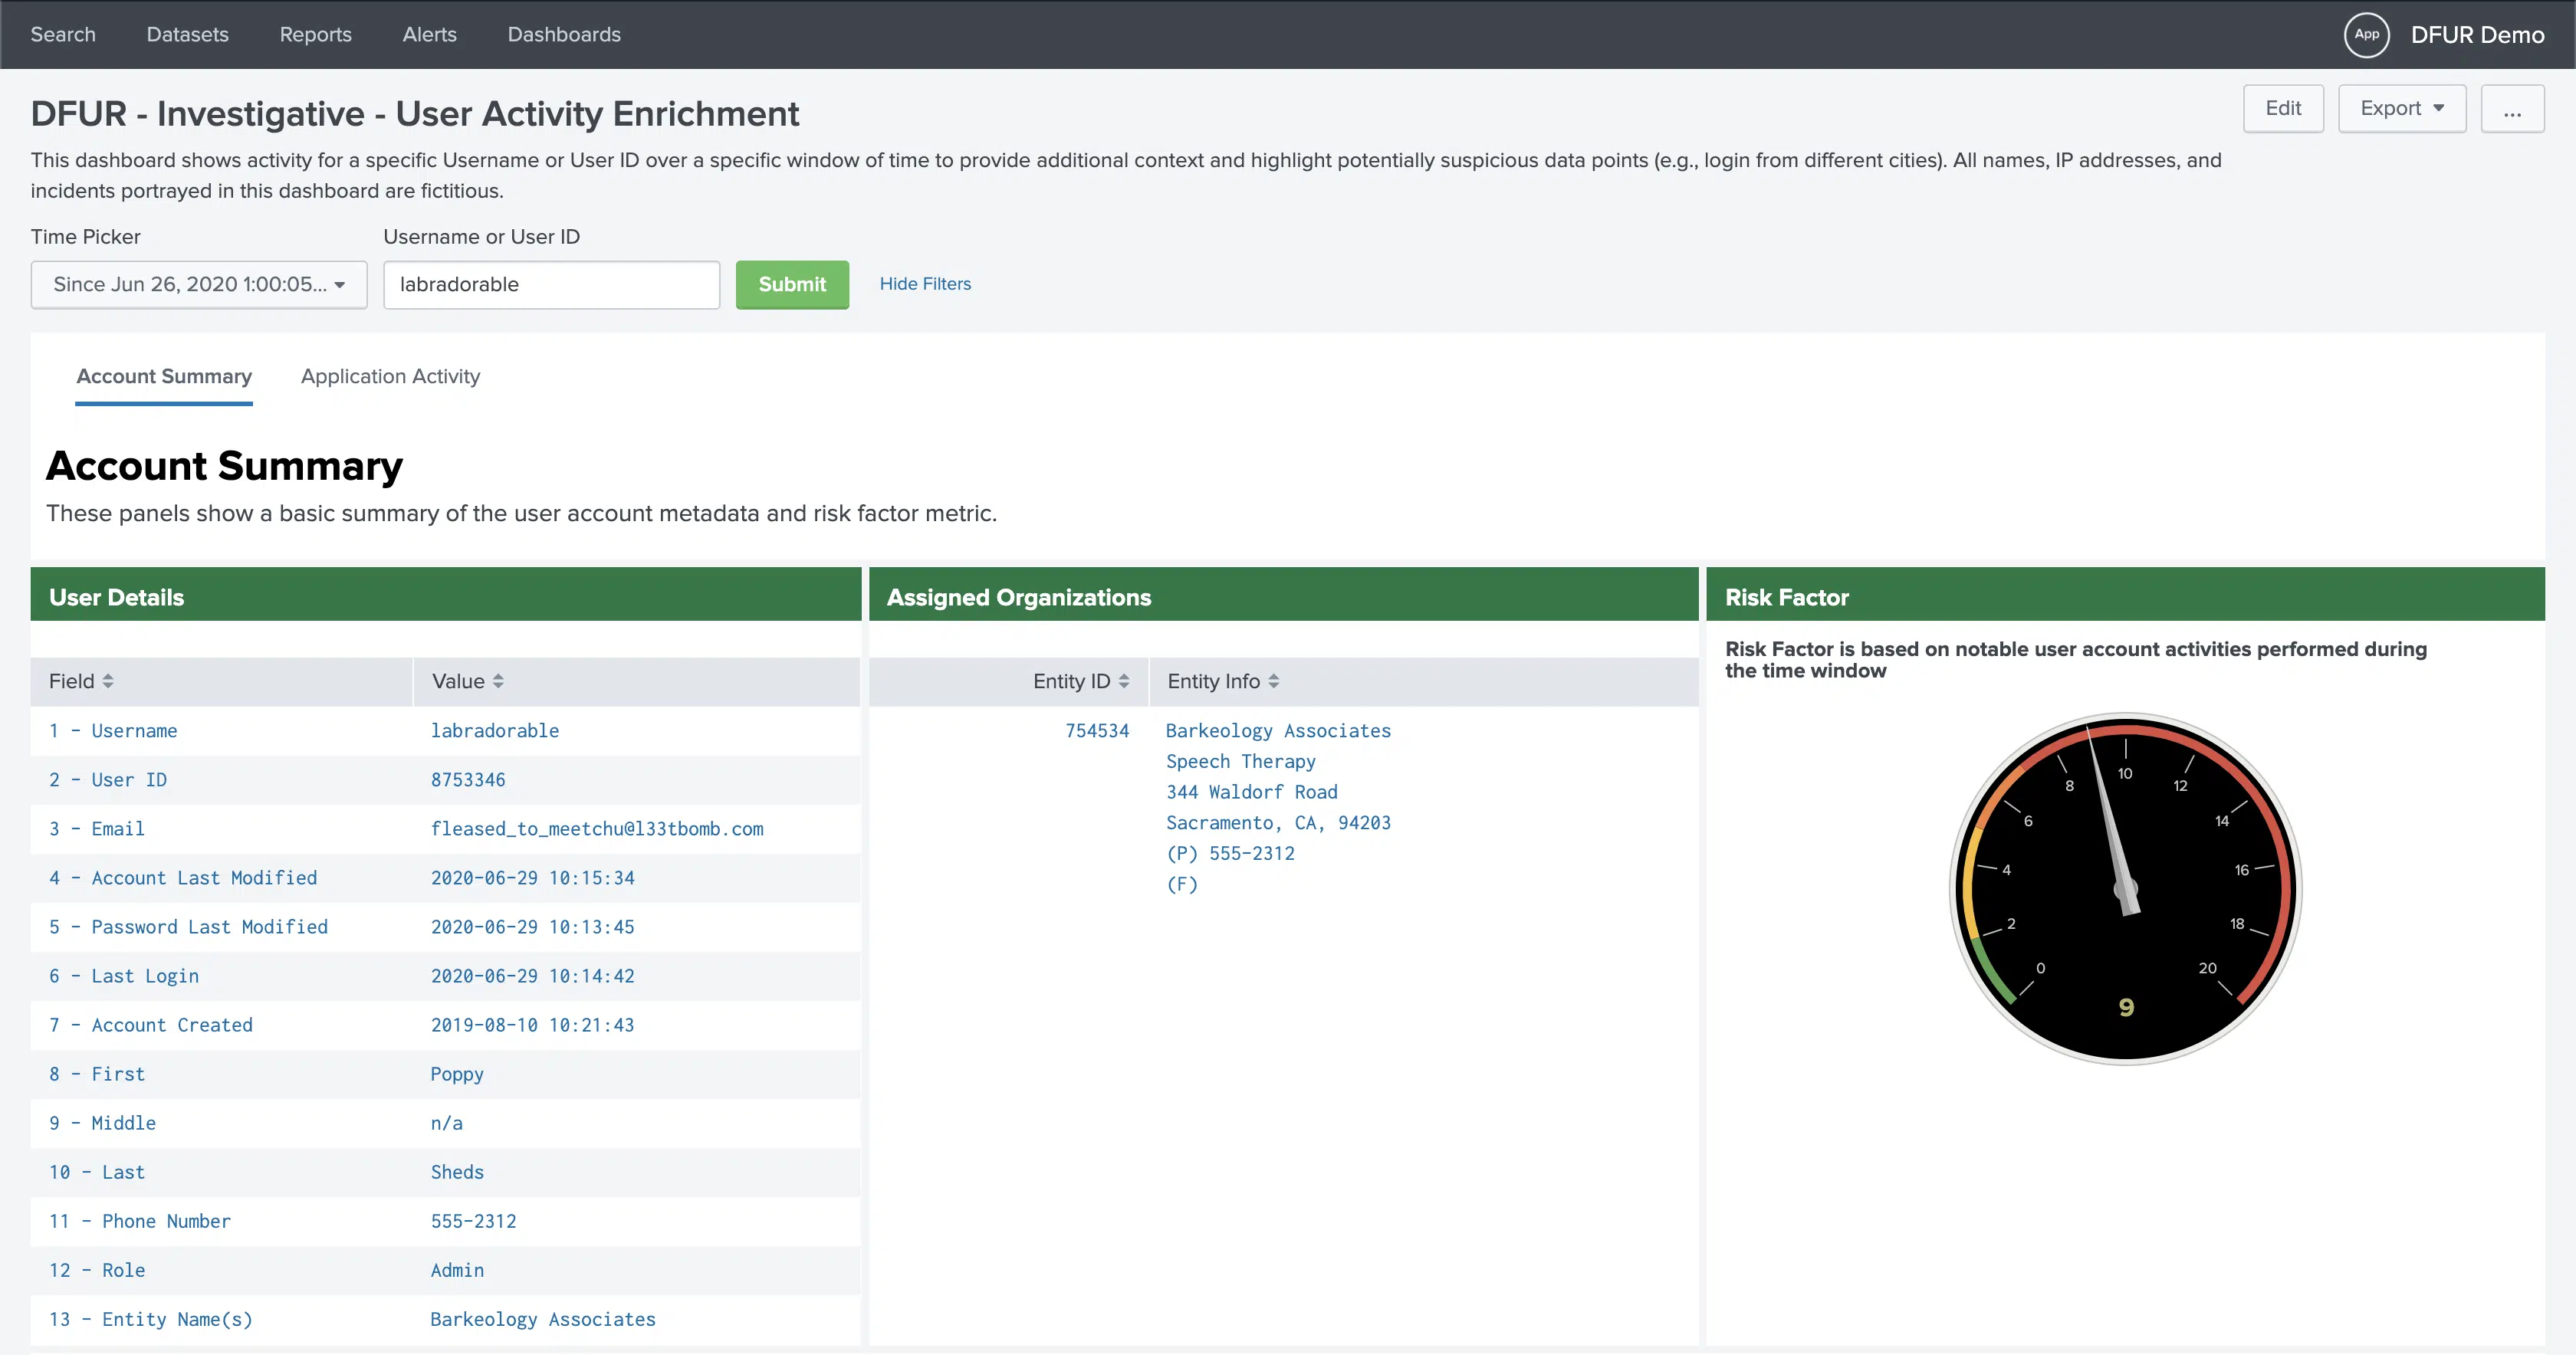 Search Datasets Reports Alerts Dashboards App DFUR Demo
DFUR - Investigative - User Activity Enrichment
Edit Export ...
This dashboard shows activity for a specific Username or User ID over a specific window of time to provide additional context and highlight potentially suspicious data points (e.g., login from different cities). All names, IP addresses, and
incidents portrayed in this dashboard are fictitious.
Time Picker Username or User ID
Since Jun 26, 2020 1:00:05... labradorable Submit Hide Filters
Account Summary Application Activity
Account Summary
These panels show a basic summary of the user account metadata and risk factor metric.
User Details
Field Value
1 - Username labradorable
2 - User ID 8753346
3 - Email fleased_to_meetchu@l33tbomb.com
4 - Account Last Modified 2020-06-29 10:15:34
5 - Password Last Modified 2020-06-29 10:13:45
6 - Last Login 2020-06-29 10:14:42
7 - Account Created 2019-08-10 10:21:43
8 - First Poppy
9 - Middle n/a
10 - Last Sheds
11 - Phone Number 555-2312
12 - Role Admin
13 - Entity Name(s) Barkeology Associates
Assigned Organizations
Entity ID Entity Info
754534 Barkeology Associates
Speech Therapy
344 Waldorf Road
Sacramento, CA, 94203
(P) 555-2312
(F)
Risk Factor
Risk Factor is based on notable user account activities performed during
the time window
0
2
4
6
8
10
12
14
16
18
20
9